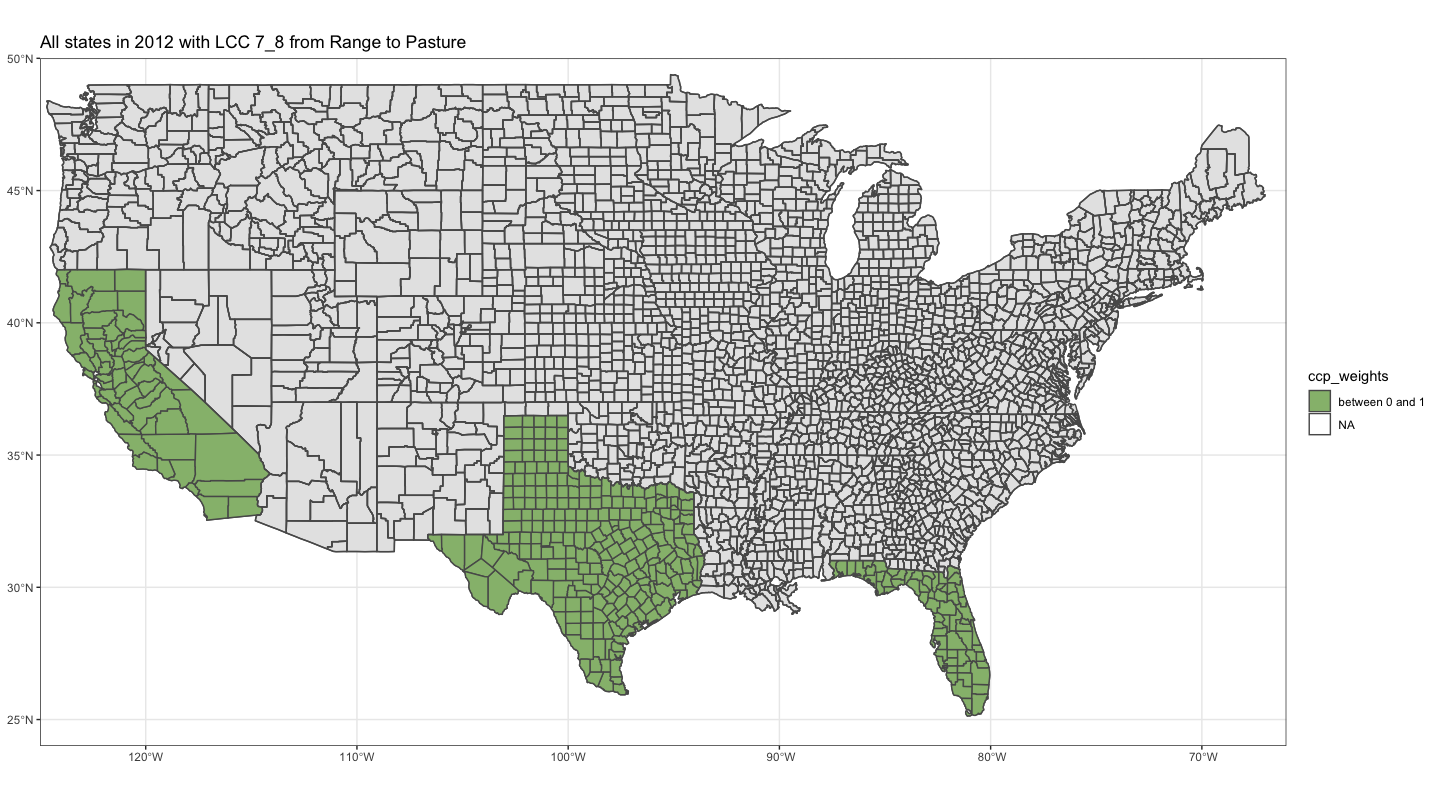 All states in 2012 with LCC 7_8 from Range to Pasture
50°N
45°N
40°N
35°N
30°N
25°N
120°W
110°W
100°W
90°W
80°W
70°W
ccp_weights
between 0 and 1
NA